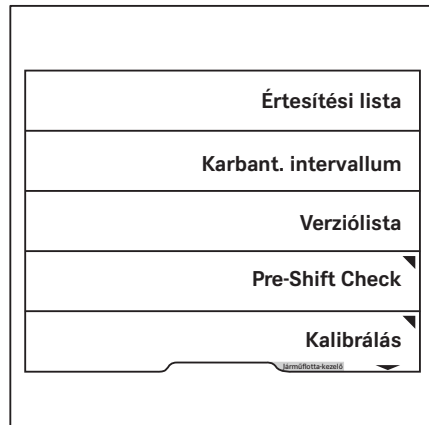 Értesítési lista
Karbant. intervallum
Verziólista
Pre-Shift Check
Kalibrálás
Járműflotta-kezelő